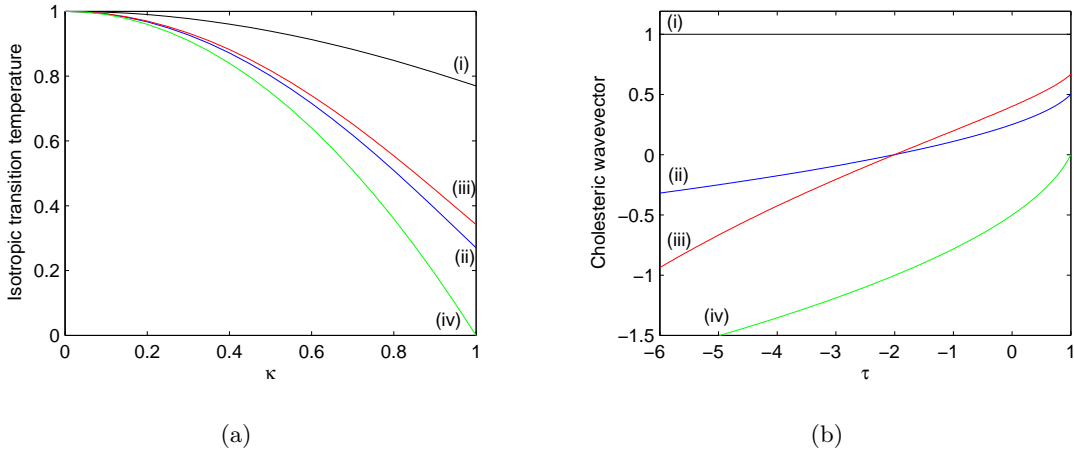 1
0.8
0.6
0.4
0.2
0
Isotropic transition temperature
(i)
(iii)
(ii)
(iv)
0 0.2 0.4 0.6 0.8 1
κ
(a)
1
0.5
0
−0.5
−1
−1.5
Cholesteric wavevector
(i)
(ii)
(iii)
(iv)
−6 −5 −4 −3 −2 −1 0 1
τ
(b)